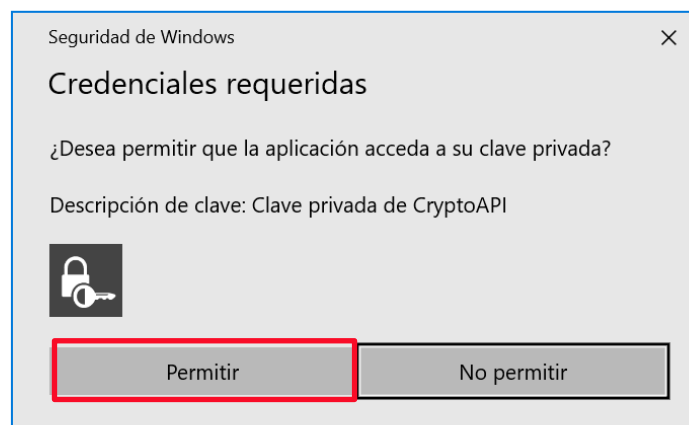 Seguridad de Windows
Credenciales requeridas
¿Desea permitir que la aplicación acceda a su clave privada?
Descripción de clave: Clave privada de CryptoAPI
Permitir
No permitir